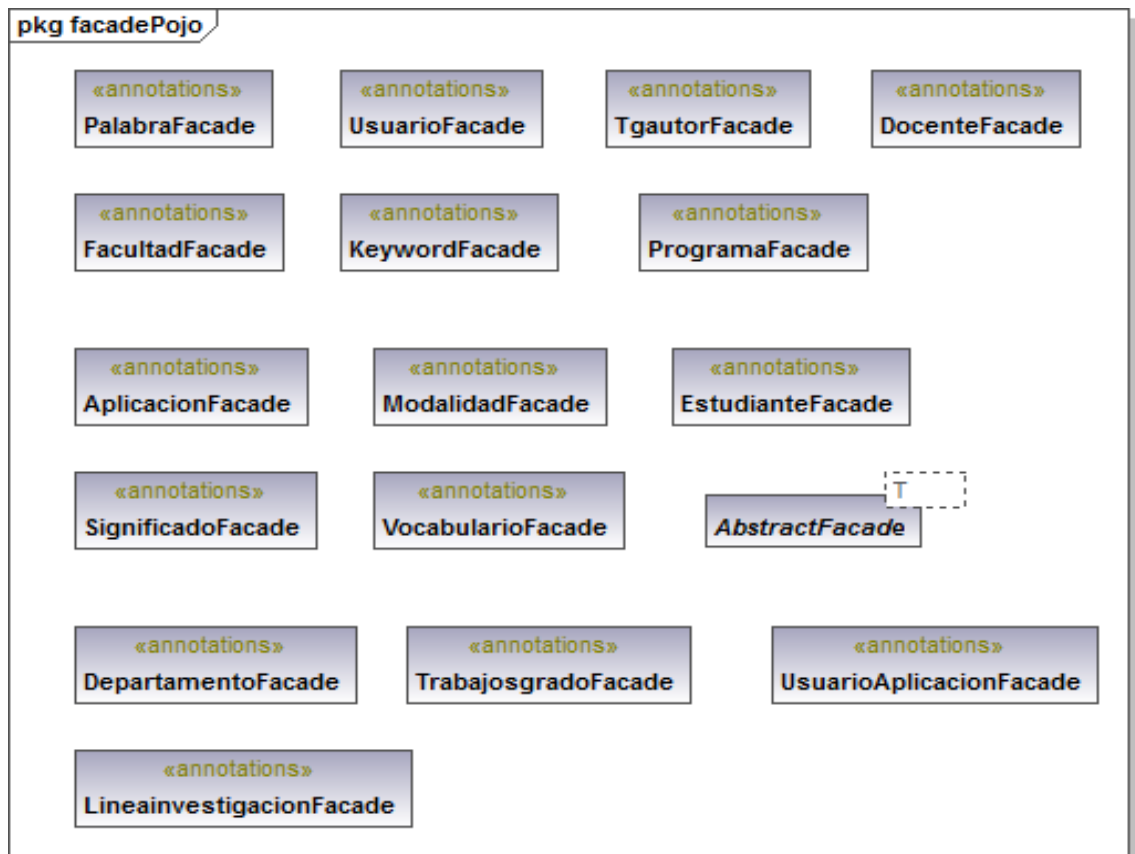 pkg facadePojo
«annotations» «annotations» «annotations» «annotations»
PalabraFacade UsuarioFacade TgautorFacade DocenteFacade
«annotations» «annotations» «annotations»
FacultadFacade KeywordFacade ProgramaFacade
«annotations» «annotations» «annotations»
AplicacionFacade ModalidadFacade EstudianteFacade
«annotations» «annotations» T
SignificadoFacade VocabularioFacade AbstractFacade
«annotations» «annotations» «annotations»
DepartamentoFacade TrabajosgradoFacade UsuarioAplicacionFacade
«annotations»
LineainvestigacionFacade